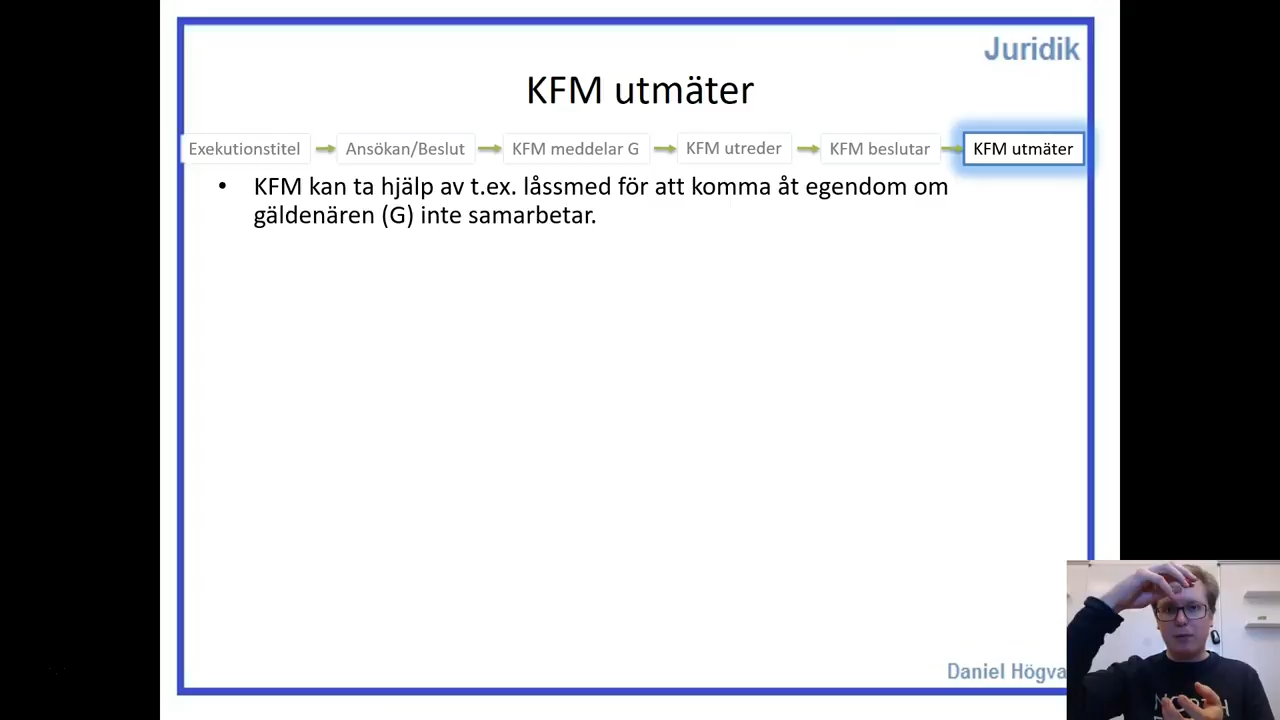 Juridik
KFM utmäter
Exekutionstitel
Ansökan/Beslut
KFM meddelar G
KFM utreder
KFM beslutar
KFM utmäter
• KFM kan ta hjälp av t.ex. låssmed för att komma åt egendom om
gäldenären (G) inte samarbetar.
Daniel Högva